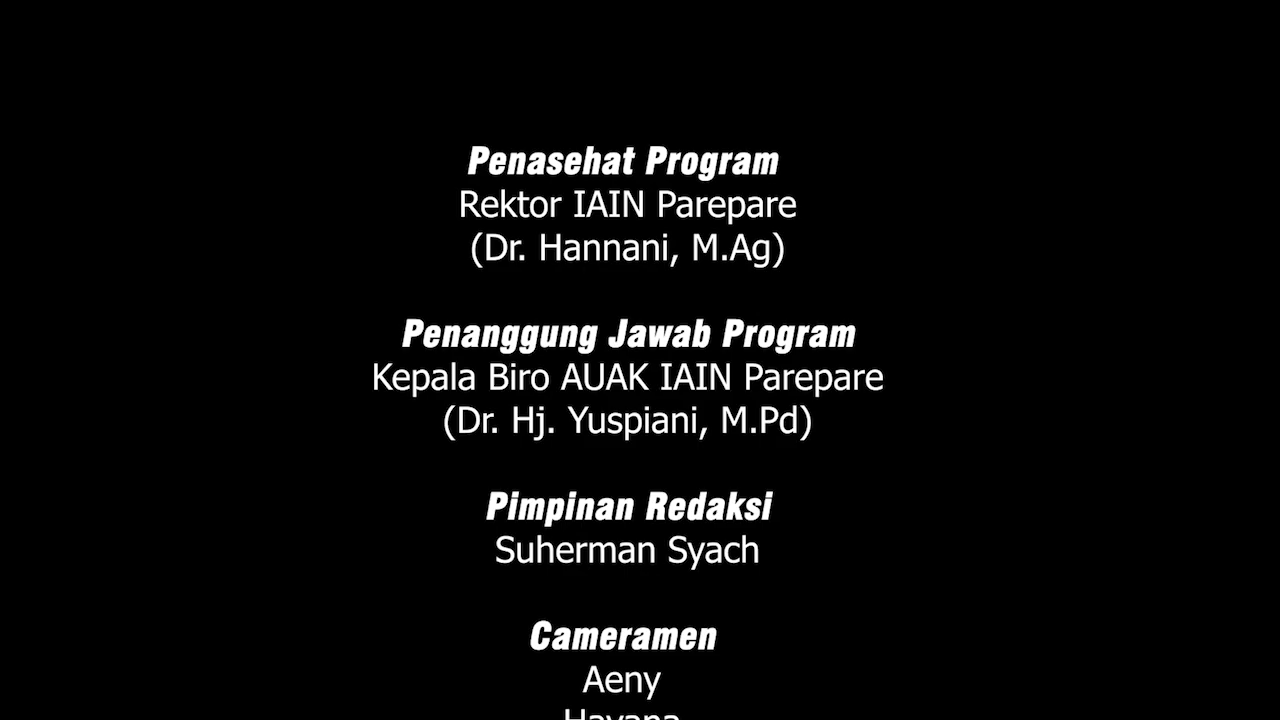 Penasehat Program
Rektor IAIN Parepare
(Dr. Hannani, M.Ag)
Penanggung Jawab Program
Kepala Biro AUAK IAIN Parepare
(Dr. Hj. Yuspiani, M.Pd)
Pimpinan Redaksi
Suherman Syach
Cameramen
Aeny